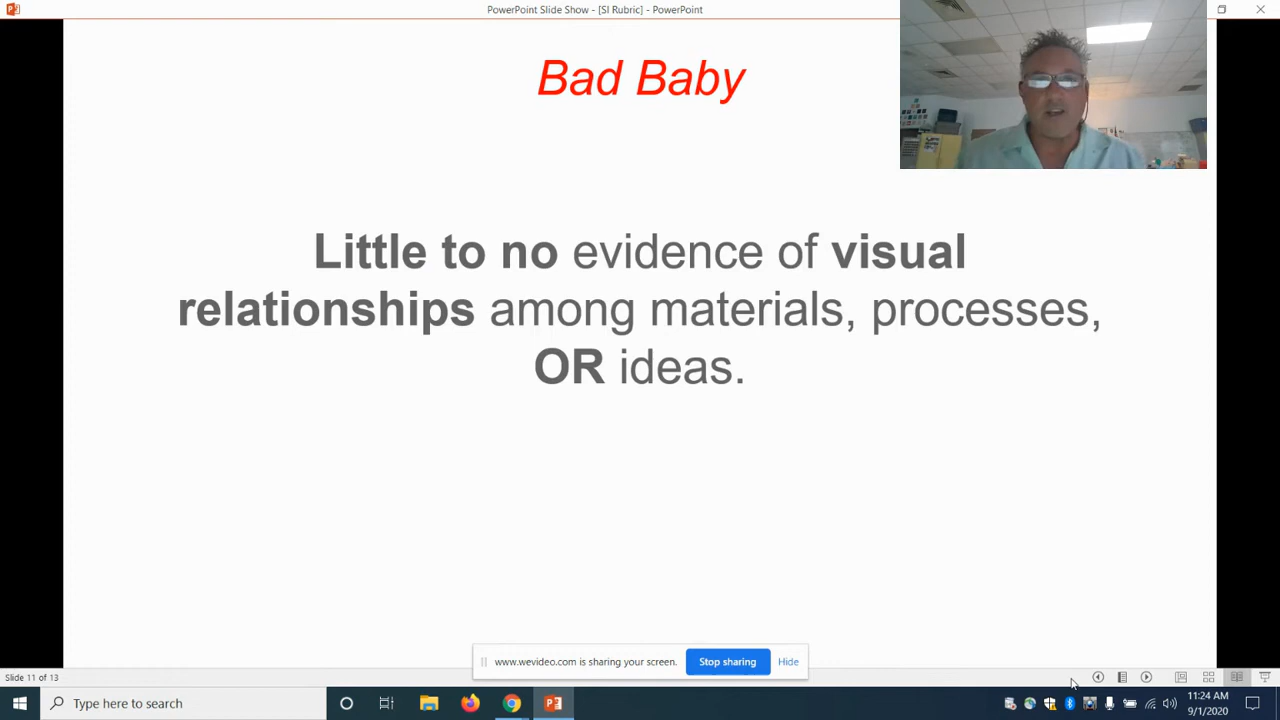 PowerPoint Slide Show - [SI Rubric] - PowerPoint
Bad Baby
Little to no evidence of visual
relationships among materials, processes,
OR ideas.
www.wevideo.com is sharing your screen. Stop sharing Hide
Slide 11 of 13
Type here to search
11:24 AM
9/1/2020